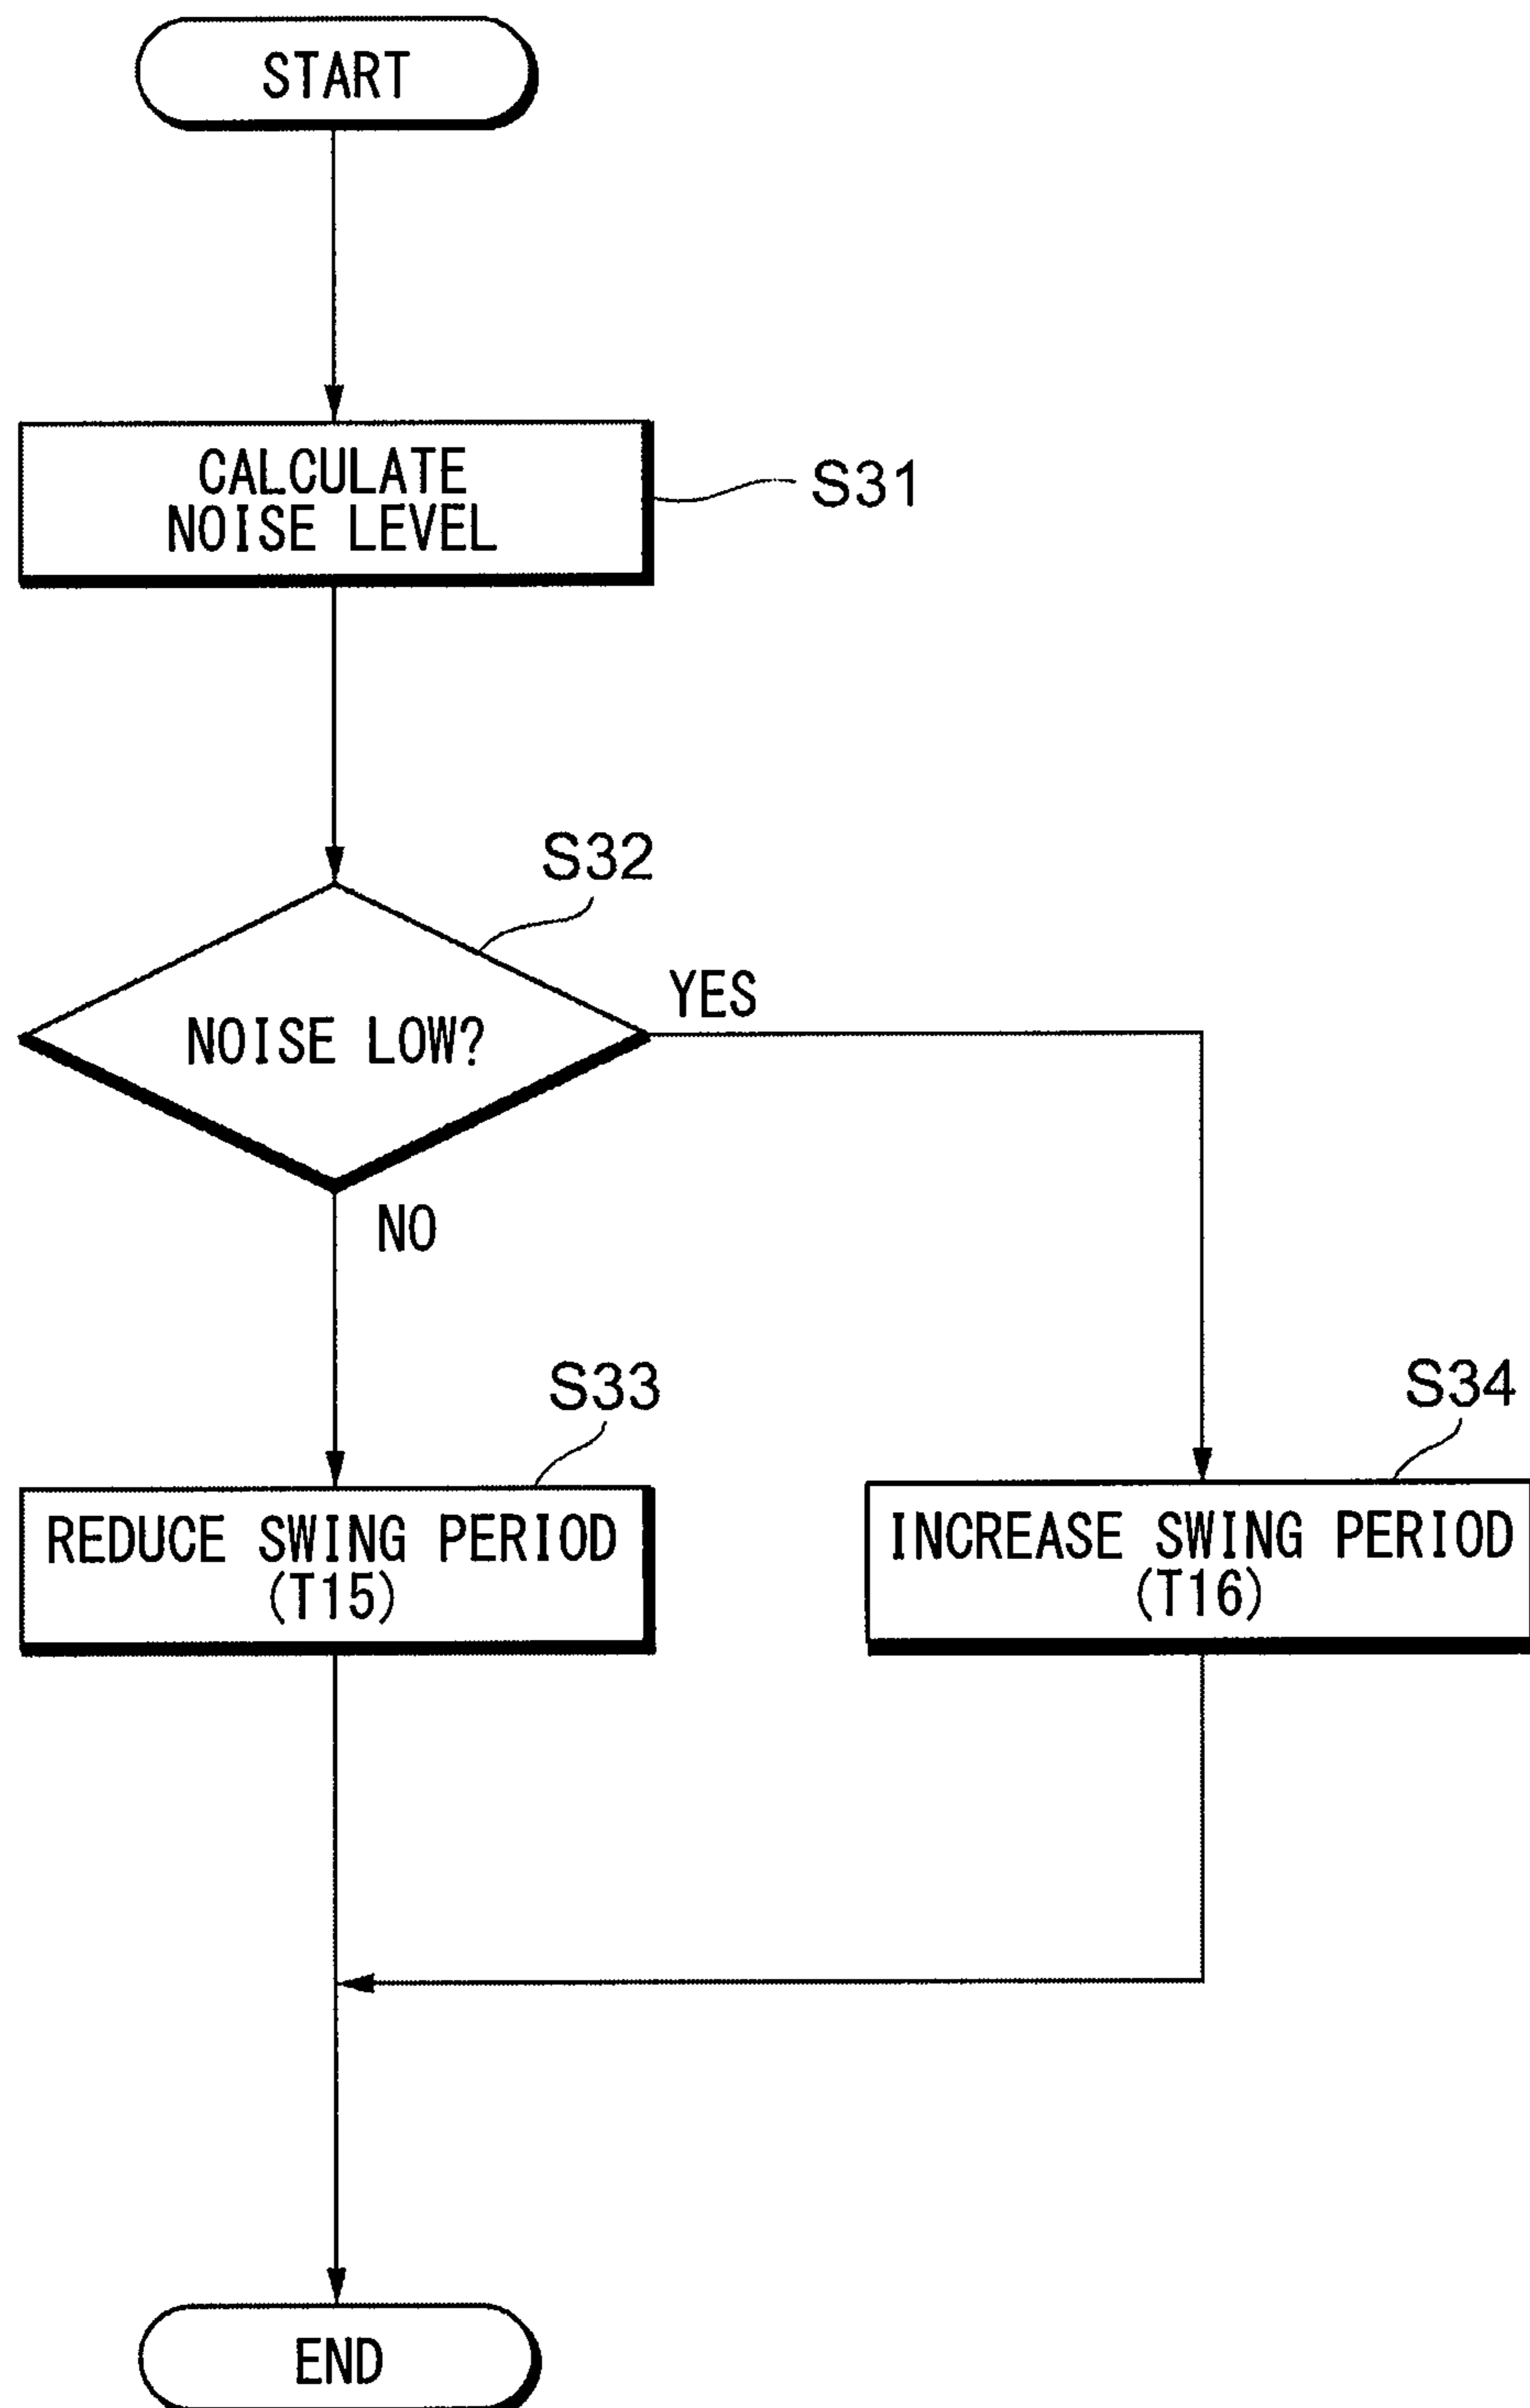 START
CALCULATE
NOISE LEVEL
S31
S32
YES
NOISE LOW?
NO
S33
S34
REDUCE SWING PERIOD
(T15)
INCREASE SWING PERIOD
(T16)
END